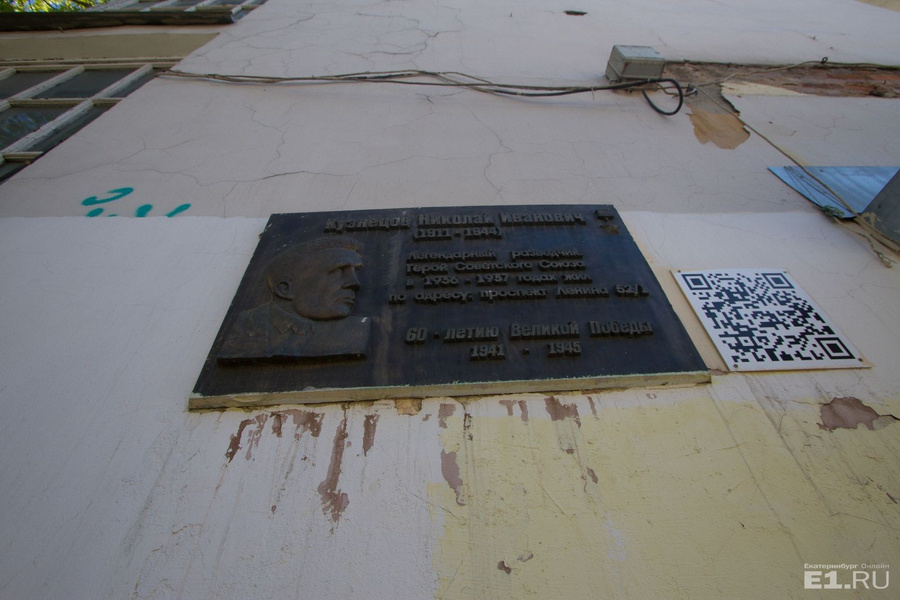 Кузнецов Николай Иванович
(1911 - 1944)
Легендарный разведчик
Герой Советского Союза
в 1936 - 1937 годах жил
по адресу: проспект Ленина 52/1
60 - летию Великой Победы
1941 - 1945
Екатеринбург Онлайн
E1.RU